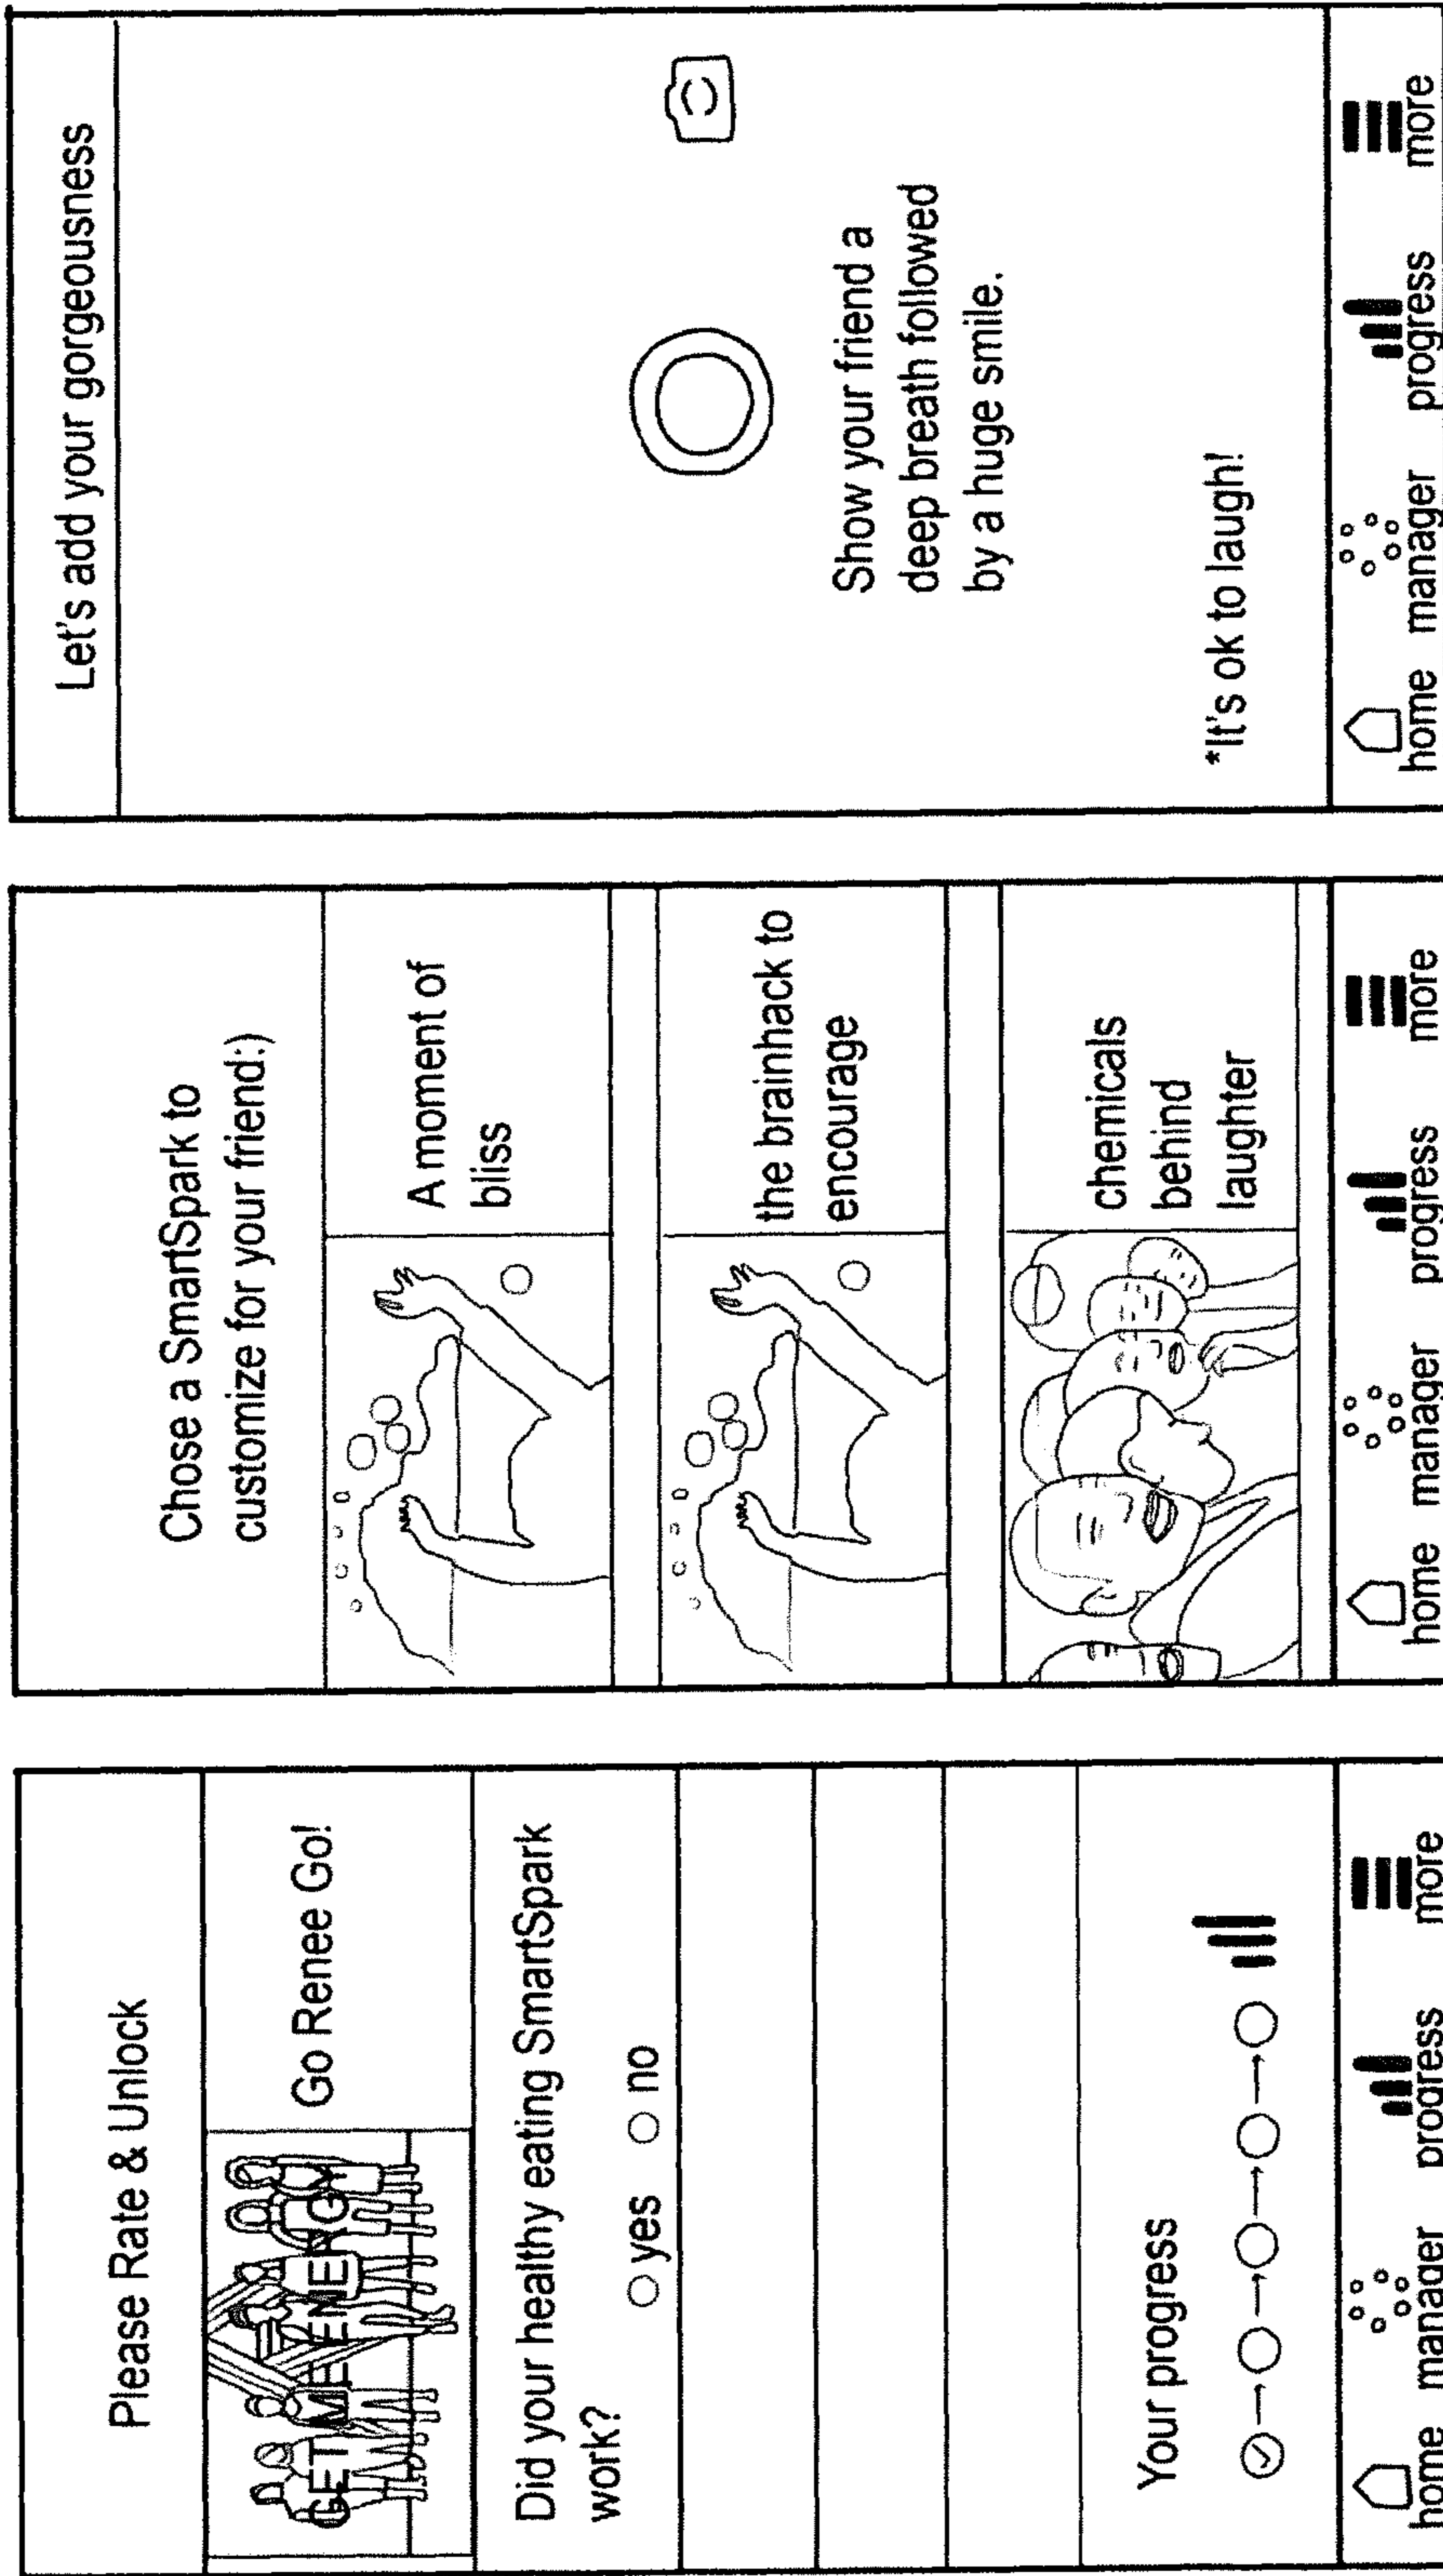 Please Rate & Unlock
GET ME ENERGY
Go Renee Go!
Did your healthy eating SmartSpark
work?
yes no
Your progress
home manager progress more
Chose a SmartSpark to
customize for your friend:)
A moment of
bliss
the brainhack to
encourage
chemicals
behind
laughter
home manager progress more
Let's add your gorgeousness
Show your friend a
deep breath followed
by a huge smile.
*It's ok to laugh!
home manager progress more